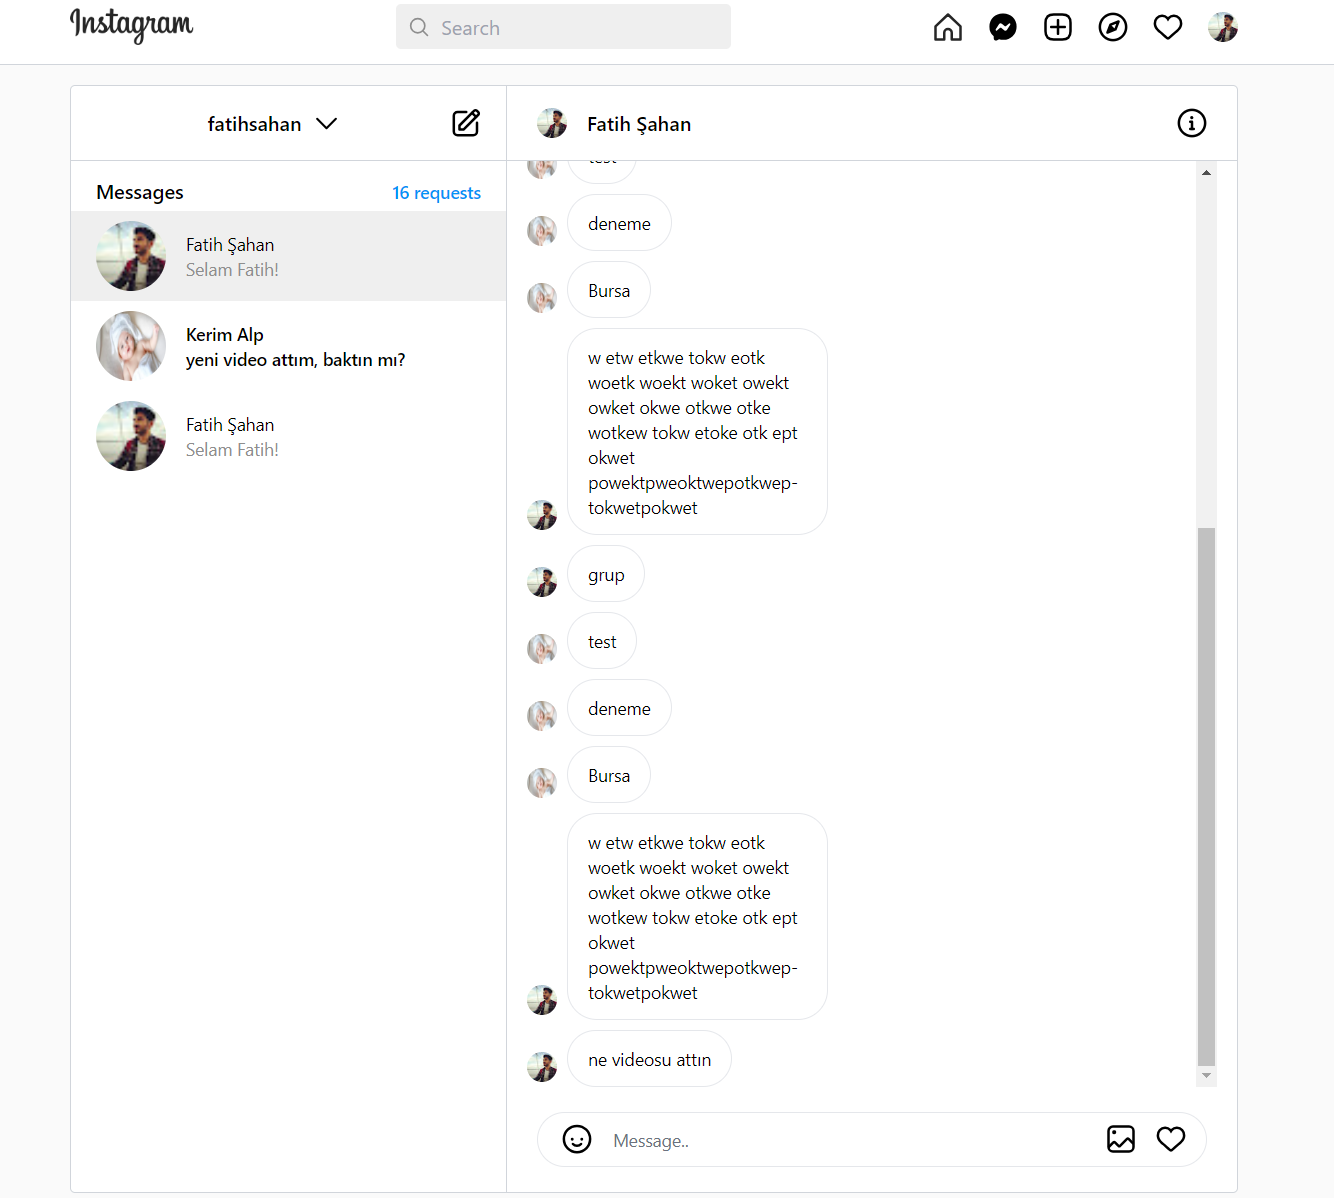 Instagram
Search
fatihsahan
Messages
16 requests
Fatih Şahan
Selam Fatih!
Kerim Alp
yeni video attım, baktın mı?
Fatih Şahan
Selam Fatih!
Fatih Şahan
test
deneme
Bursa
w etw etkwe tokw eotk
woetk woekt woket owekt
owket okwe otkwe otke
wotkew tokw etoke otk ept
okwet
powektpweoktwepotkwep-
tokwetpokwet
grup
test
deneme
Bursa
w etw etkwe tokw eotk
woetk woekt woket owekt
owket okwe otkwe otke
wotkew tokw etoke otk ept
okwet
powektpweoktwepotkwep-
tokwetpokwet
ne videosu attın
Message..